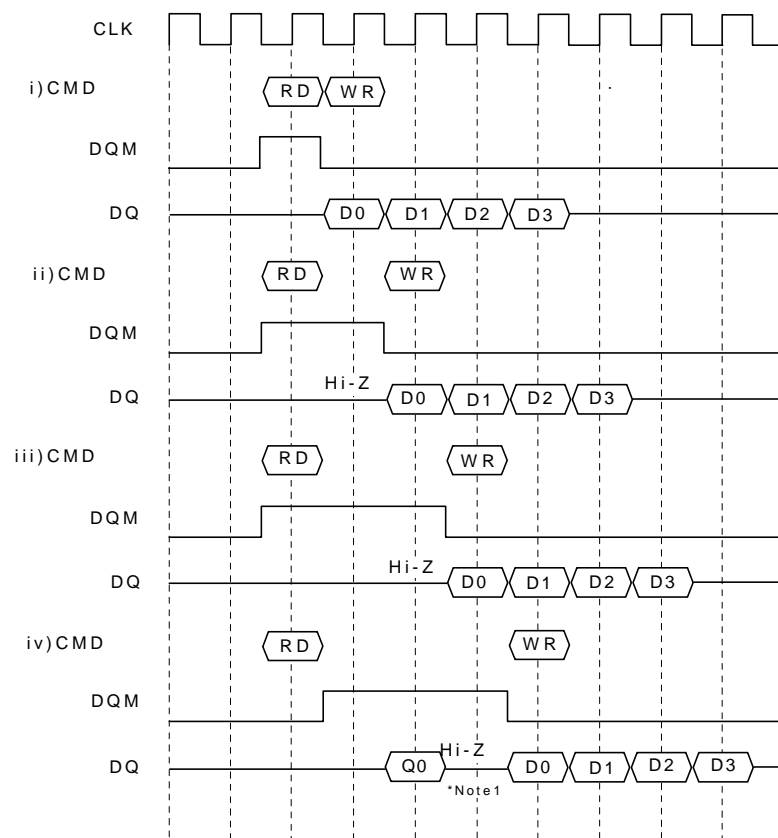 CLK
i)CMD RD WR
DQM
DQ D0 D1 D2 D3
ii)CMD RD WR
DQM
Hi-Z
DQ D0 D1 D2 D3
iii)CMD RD WR
DQM
Hi-Z
DQ D0 D1 D2 D3
iv)CMD RD WR
DQM
Hi-Z
DQ Q0 D0 D1 D2 D3
*Note1